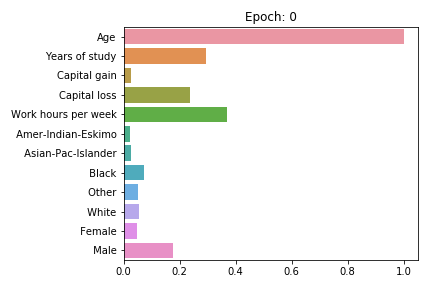 Epoch: 0
Age
Years of study
Capital gain
Capital loss
Work hours per week
Amer-Indian-Eskimo
Asian-Pac-Islander
Black
Other
White
Female
Male
0.0 0.2 0.4 0.6 0.8 1.0